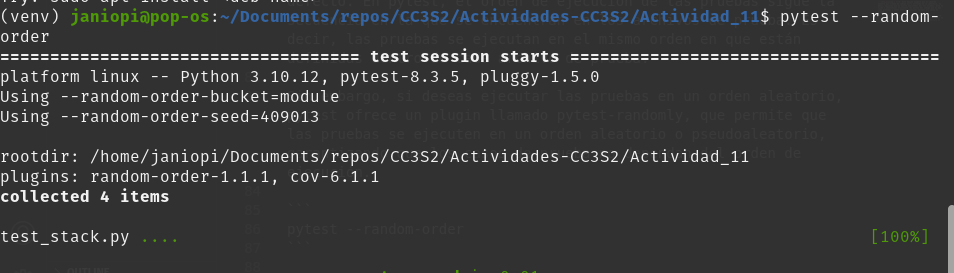 (venv) janiopi@pop-os:~/Documents/repos/CC3S2/Actividades-CC3S2/Actividad_11$ pytest --random-
order
================================= test session starts =====================================
platform linux -- Python 3.10.12, pytest-8.3.5, pluggy-1.5.0
Using --random-order-bucket=module
Using --random-order-seed=409013
rootdir: /home/janiopi/Documents/repos/CC3S2/Actividades-CC3S2/Actividad_11
plugins: random-order-1.1.1, cov-6.1.1
collected 4 items
test_stack.py .... [100%]
pytest --random-order